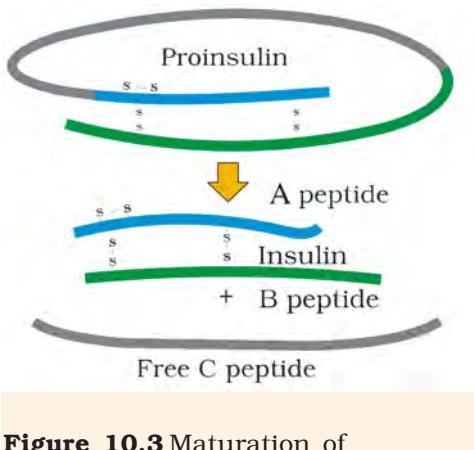 Proinsulin
s s
s s
s s
A peptide
s s
s s
s s
Insulin
+ B peptide
Free C peptide
Figure 10.3 Maturation of